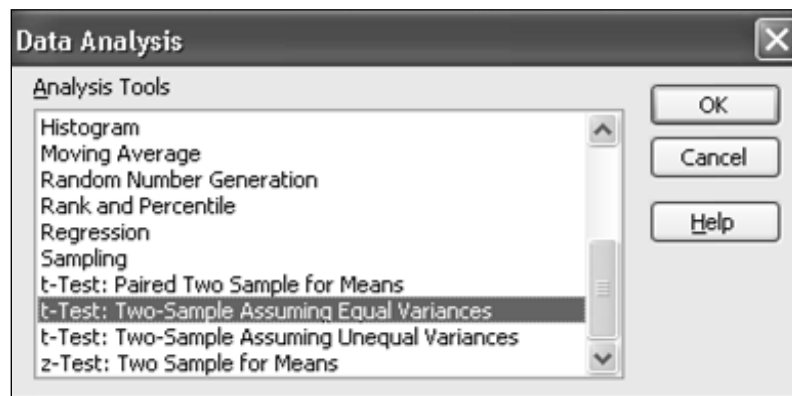 Data Analysis
Analysis Tools
Histogram
Moving Average
Random Number Generation
Rank and Percentile
Regression
Sampling
t-Test: Paired Two Sample for Means
t-Test: Two-Sample Assuming Equal Variances
t-Test: Two-Sample Assuming Unequal Variances
z-Test: Two Sample for Means
OK
Cancel
Help